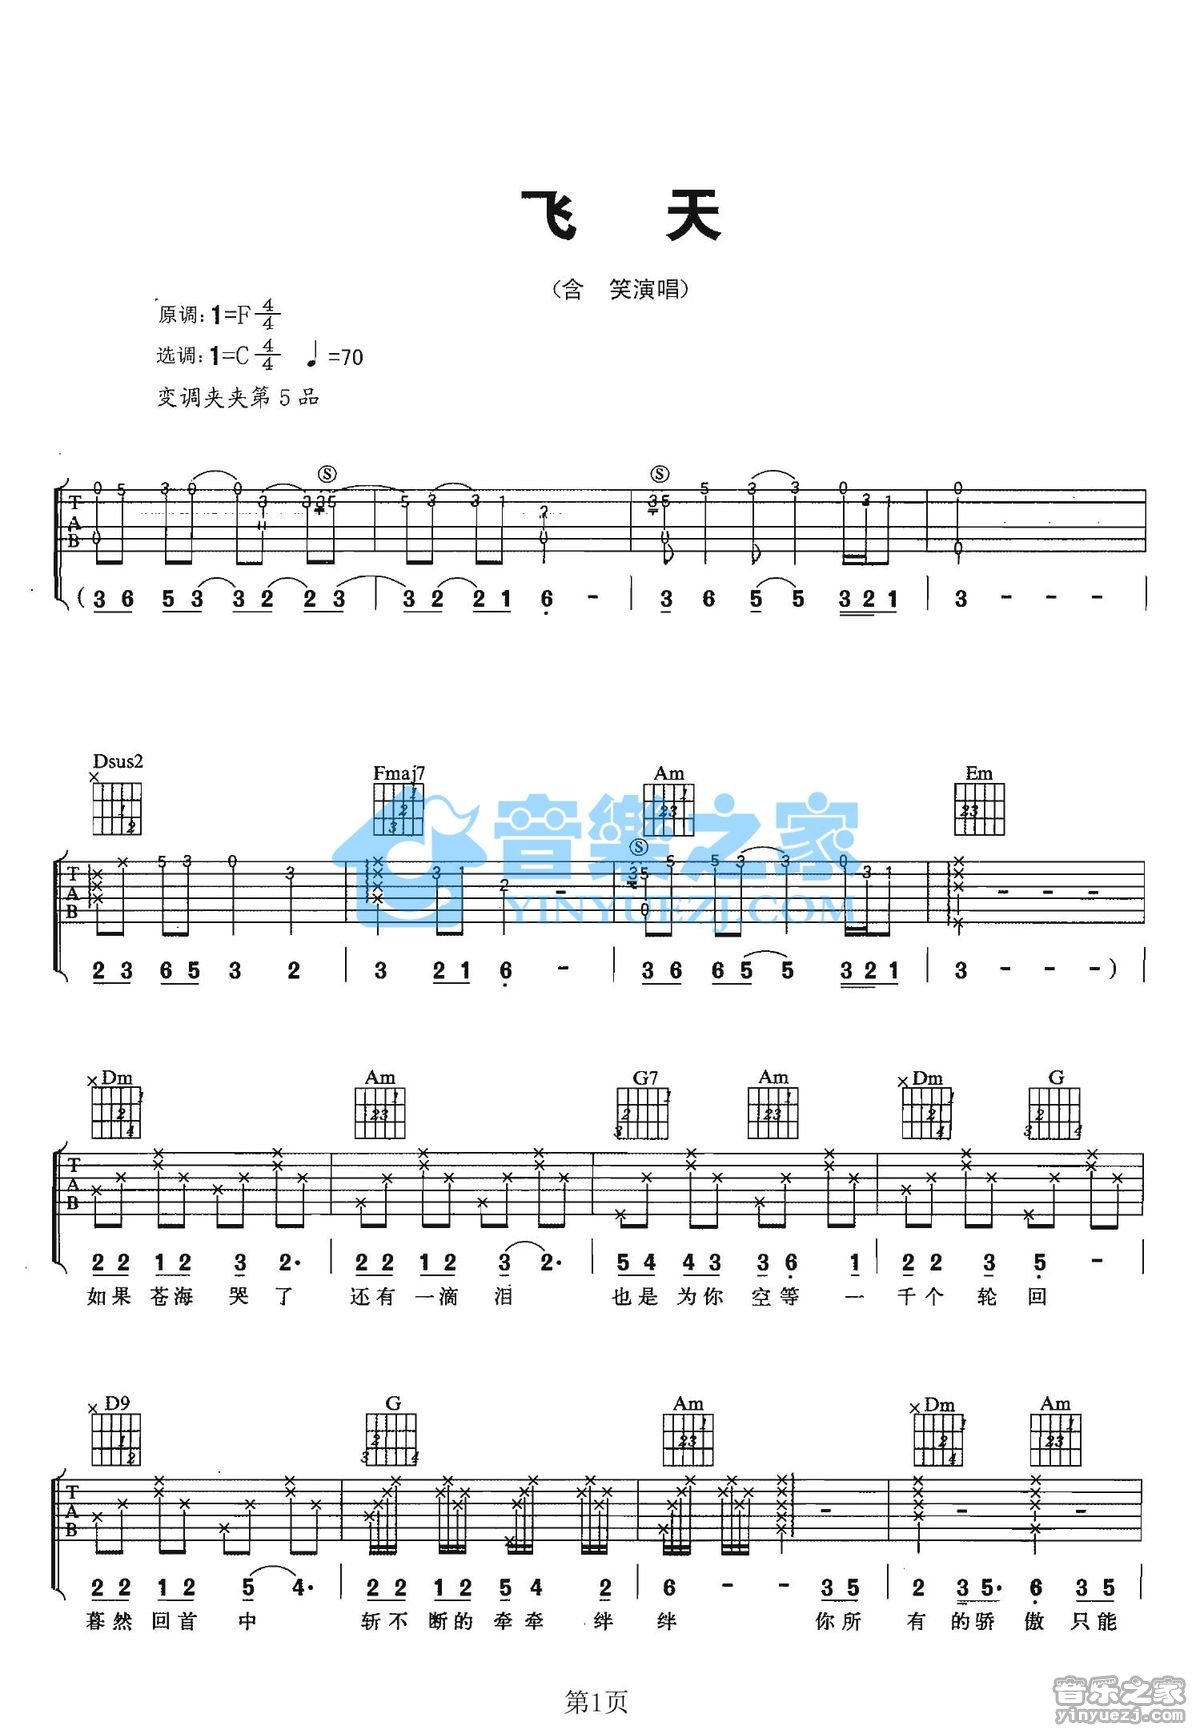 飞 天
(含 笑演唱)
原调: 1=F 4/4
选调: 1=C 4/4 ♩=70
变调夹夹第 5 品
Ⓢ Ⓢ
T
A
B
(3 6 5 3 3 2 2 3 | 3 2 2 1 6 - | 3 6 5 5 3 2 1 | 3 - - - |
Dsus2 Fmaj7 Am Em
音樂之家
YINYUEZJ.COM
T
A
B
2 3 6 5 3 2 | 3 2 1 6 - | 3 6 6 5 5 3 2 1 | 3 - - - )
Dm Am G7 Am Dm G
T
A
B
2 2 1 2 3 2· | 2 2 1 2 3 2· | 5 4 4 3 3 6 1 | 2 2 3 5 - |
如果 苍海 哭 了 还有 一滴 泪 也是 为你 空等 一 千个 轮 回
D9 G Am Dm Am
T
A
B
2 2 1 2 5 4· | 2 2 1 2 5 4 2 | 6 - - 3 5 | 2 3 5· 6 3 5
暮然 回首 中 斩不 断的 牵牵 绊 绊 你所 有 的骄 傲 只能
第1页
音乐之家
yinyuezj.com